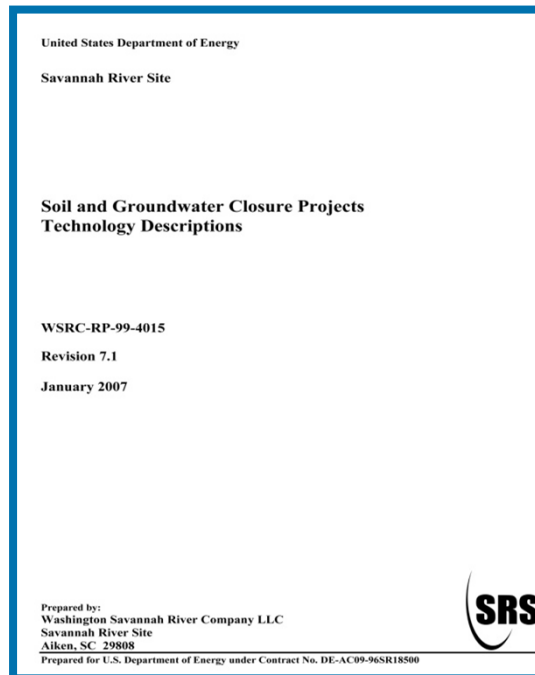 United States Department of Energy
Savannah River Site
Soil and Groundwater Closure Projects
Technology Descriptions
WSRC-RP-99-4015
Revision 7.1
January 2007
Prepared by:
Washington Savannah River Company LLC
Savannah River Site
Aiken, SC 29808
SRS
Prepared for U.S. Department of Energy under Contract No. DE-AC09-96SR18500